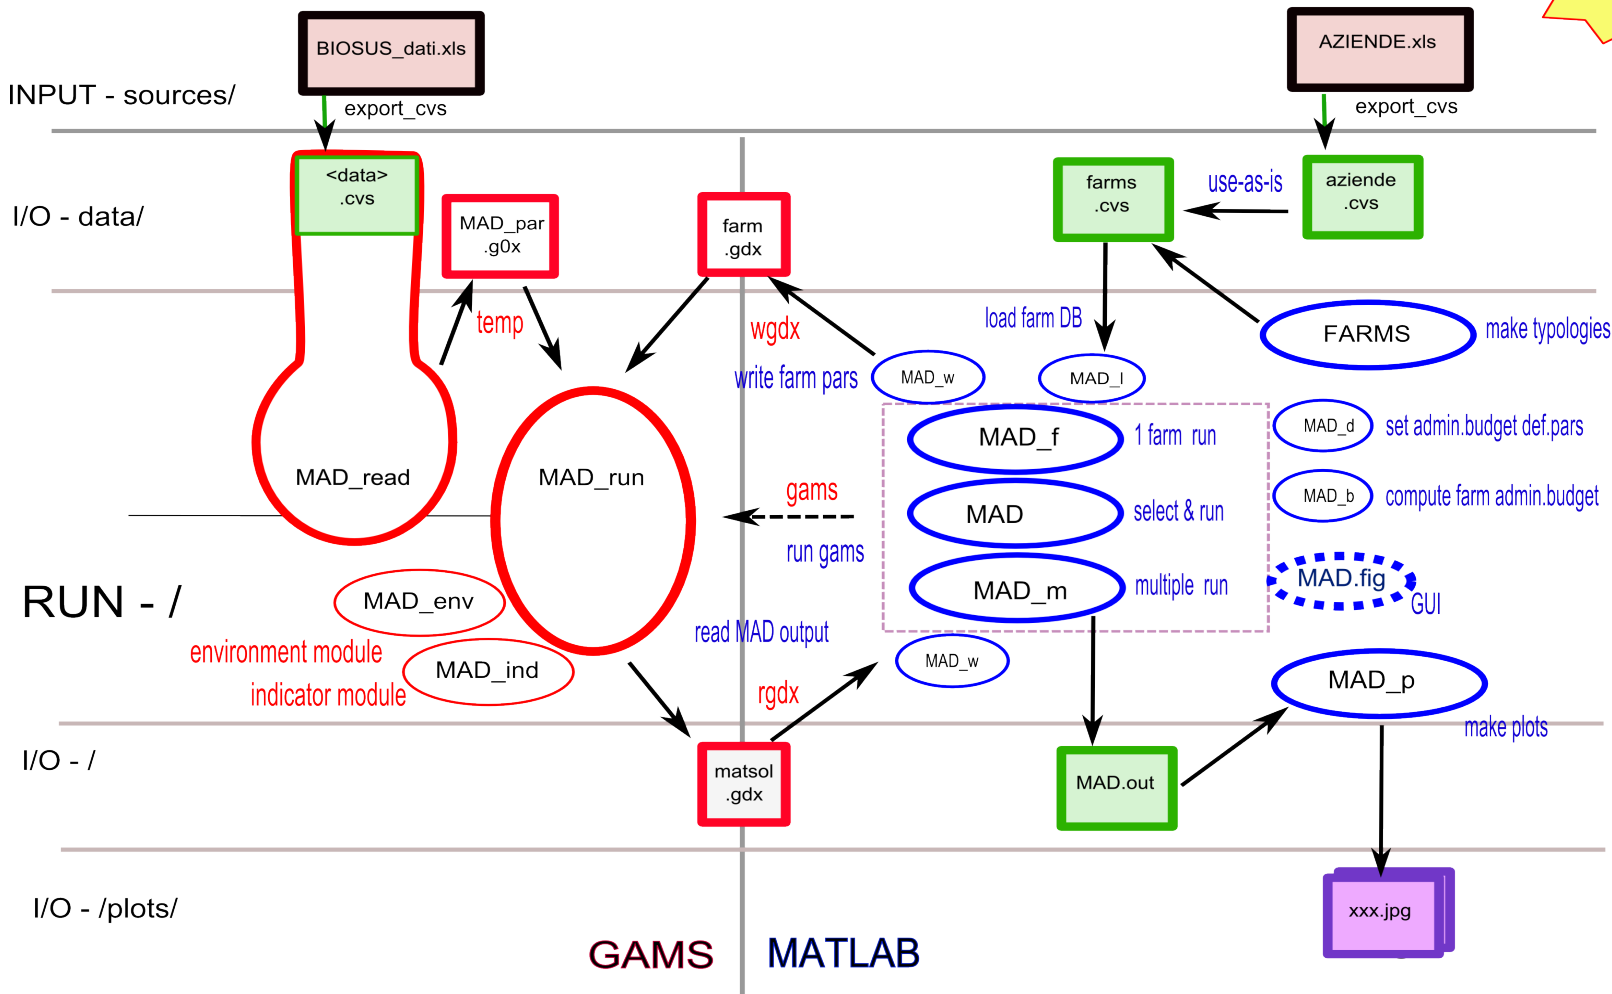 BIOSUS_dati.xls
AZIENDE.xls
INPUT - sources/
export_cvs
export_cvs
<data>
.cvs
MAD_par
.g0x
farm
.gdx
farms
.cvs
use-as-is
aziende
.cvs
I/O - data/
temp
wgdx
load farm DB
FARMS
make typologies
write farm pars
MAD_w
MAD_l
MAD_f
1 farm run
MAD_d
set admin.budget def.pars
MAD_read
MAD_run
gams
MAD
select & run
MAD_b
compute farm admin.budget
run gams
RUN - /
MAD_env
MAD_m
multiple run
MAD.fig
GUI
environment module
read MAD output
MAD_ind
indicator module
rgdx
MAD_w
MAD_p
make plots
I/O - /
matsol
.gdx
MAD.out
I/O - /plots/
xxx.jpg
GAMS
MATLAB